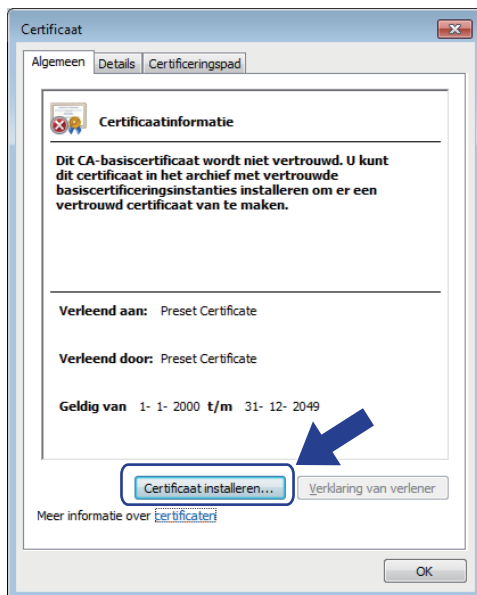 Certificaat
Algemeen Details Certificeringspad
Certificaatinformatie
Dit CA-basiscertificaat wordt niet vertrouwd. U kunt
dit certificaat in het archief met vertrouwde
basiscertificeringsinstanties installeren om er een
vertrouwd certificaat van te maken.
Verleend aan: Preset Certificate
Verleend door: Preset Certificate
Geldig van 1- 1- 2000 t/m 31- 12- 2049
Certificaat installeren... Verklaring van verlener
Meer informatie over certificaten
OK